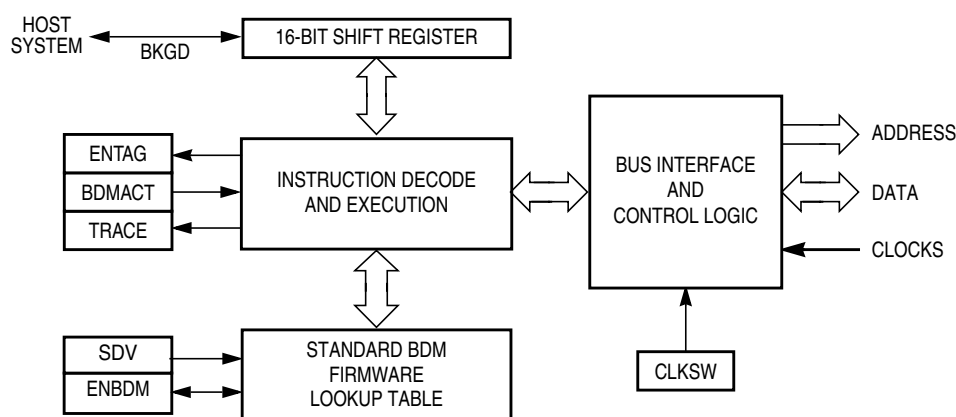 HOST
SYSTEM
BKGD
16-BIT SHIFT REGISTER
ENTAG
BDMACT
TRACE
INSTRUCTION DECODE
AND EXECUTION
BUS INTERFACE
AND
CONTROL LOGIC
ADDRESS
DATA
CLOCKS
SDV
ENBDM
STANDARD BDM
FIRMWARE
LOOKUP TABLE
CLKSW